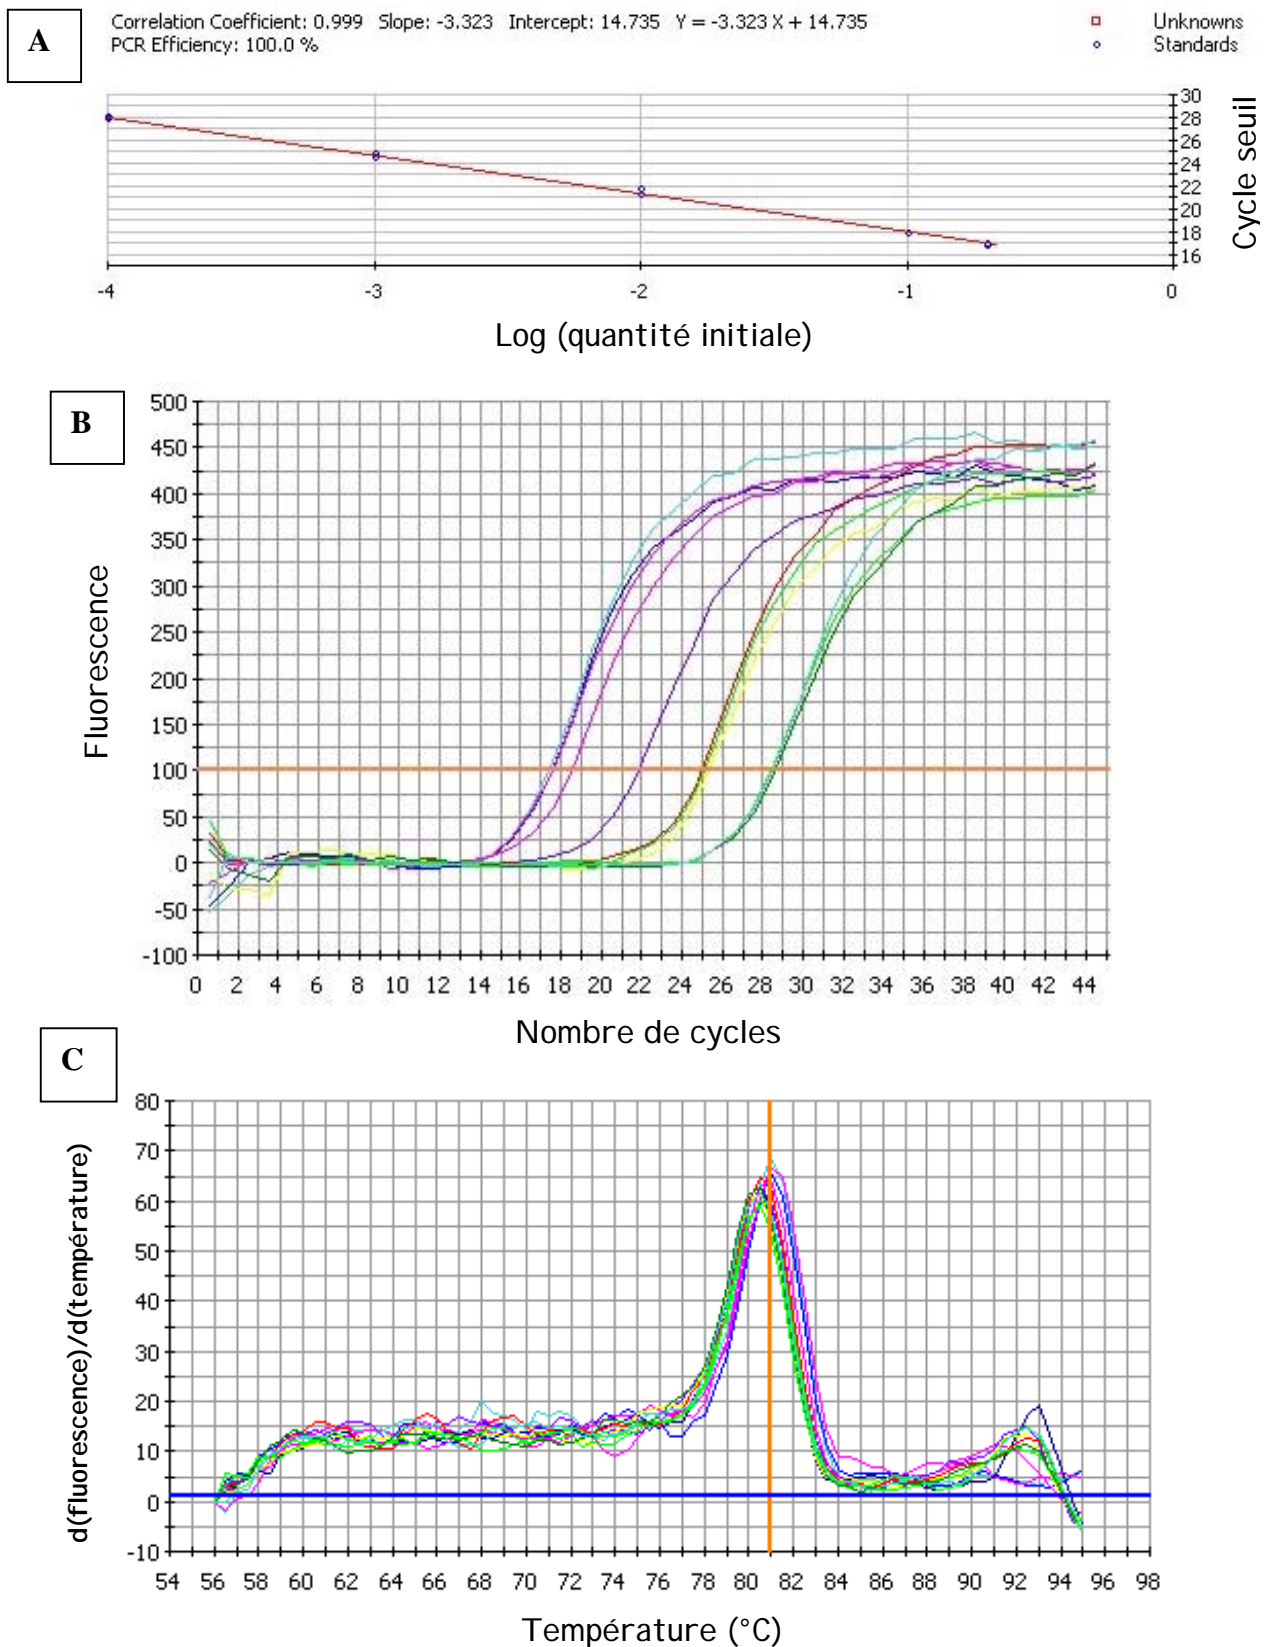 A
Correlation Coefficient: 0.999 Slope: -3.323 Intercept: 14.735 Y = -3.323 X + 14.735
PCR Efficiency: 100.0 %
Unknowns
Standards
30
28
26
24
22
20
18
16
Cycle seuil
-4 -3 -2 -1 0
Log (quantité initiale)
B
500
450
400
350
300
250
200
150
100
50
0
-50
-100
Fluorescence
0 2 4 6 8 10 12 14 16 18 20 22 24 26 28 30 32 34 36 38 40 42 44
Nombre de cycles
C
80
70
60
50
40
30
20
10
0
-10
d(fluorescence)/d(température)
54 56 58 60 62 64 66 68 70 72 74 76 78 80 82 84 86 88 90 92 94 96 98
Température (°C)